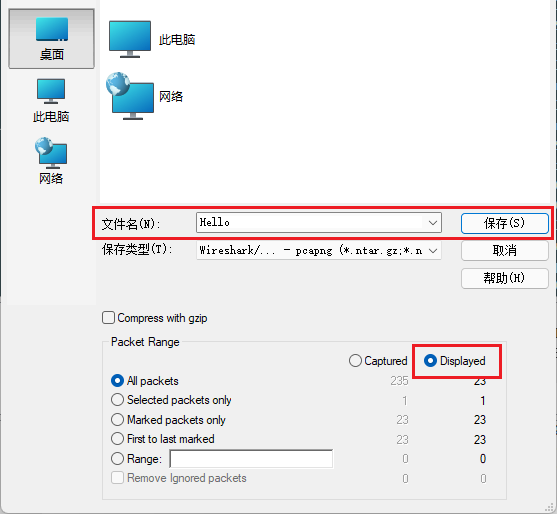 桌面
此电脑
网络
此电脑
网络
文件名(N):
Hello
保存(S)
保存类型(T):
Wireshark/... - pcapng (*.ntar.gz;*.n
取消
帮助(H)
Compress with gzip
Packet Range
Captured Displayed
All packets 235 23
Selected packets only 1 1
Marked packets only 23 23
First to last marked 23 23
Range: 0 0
Remove Ignored packets 0 0